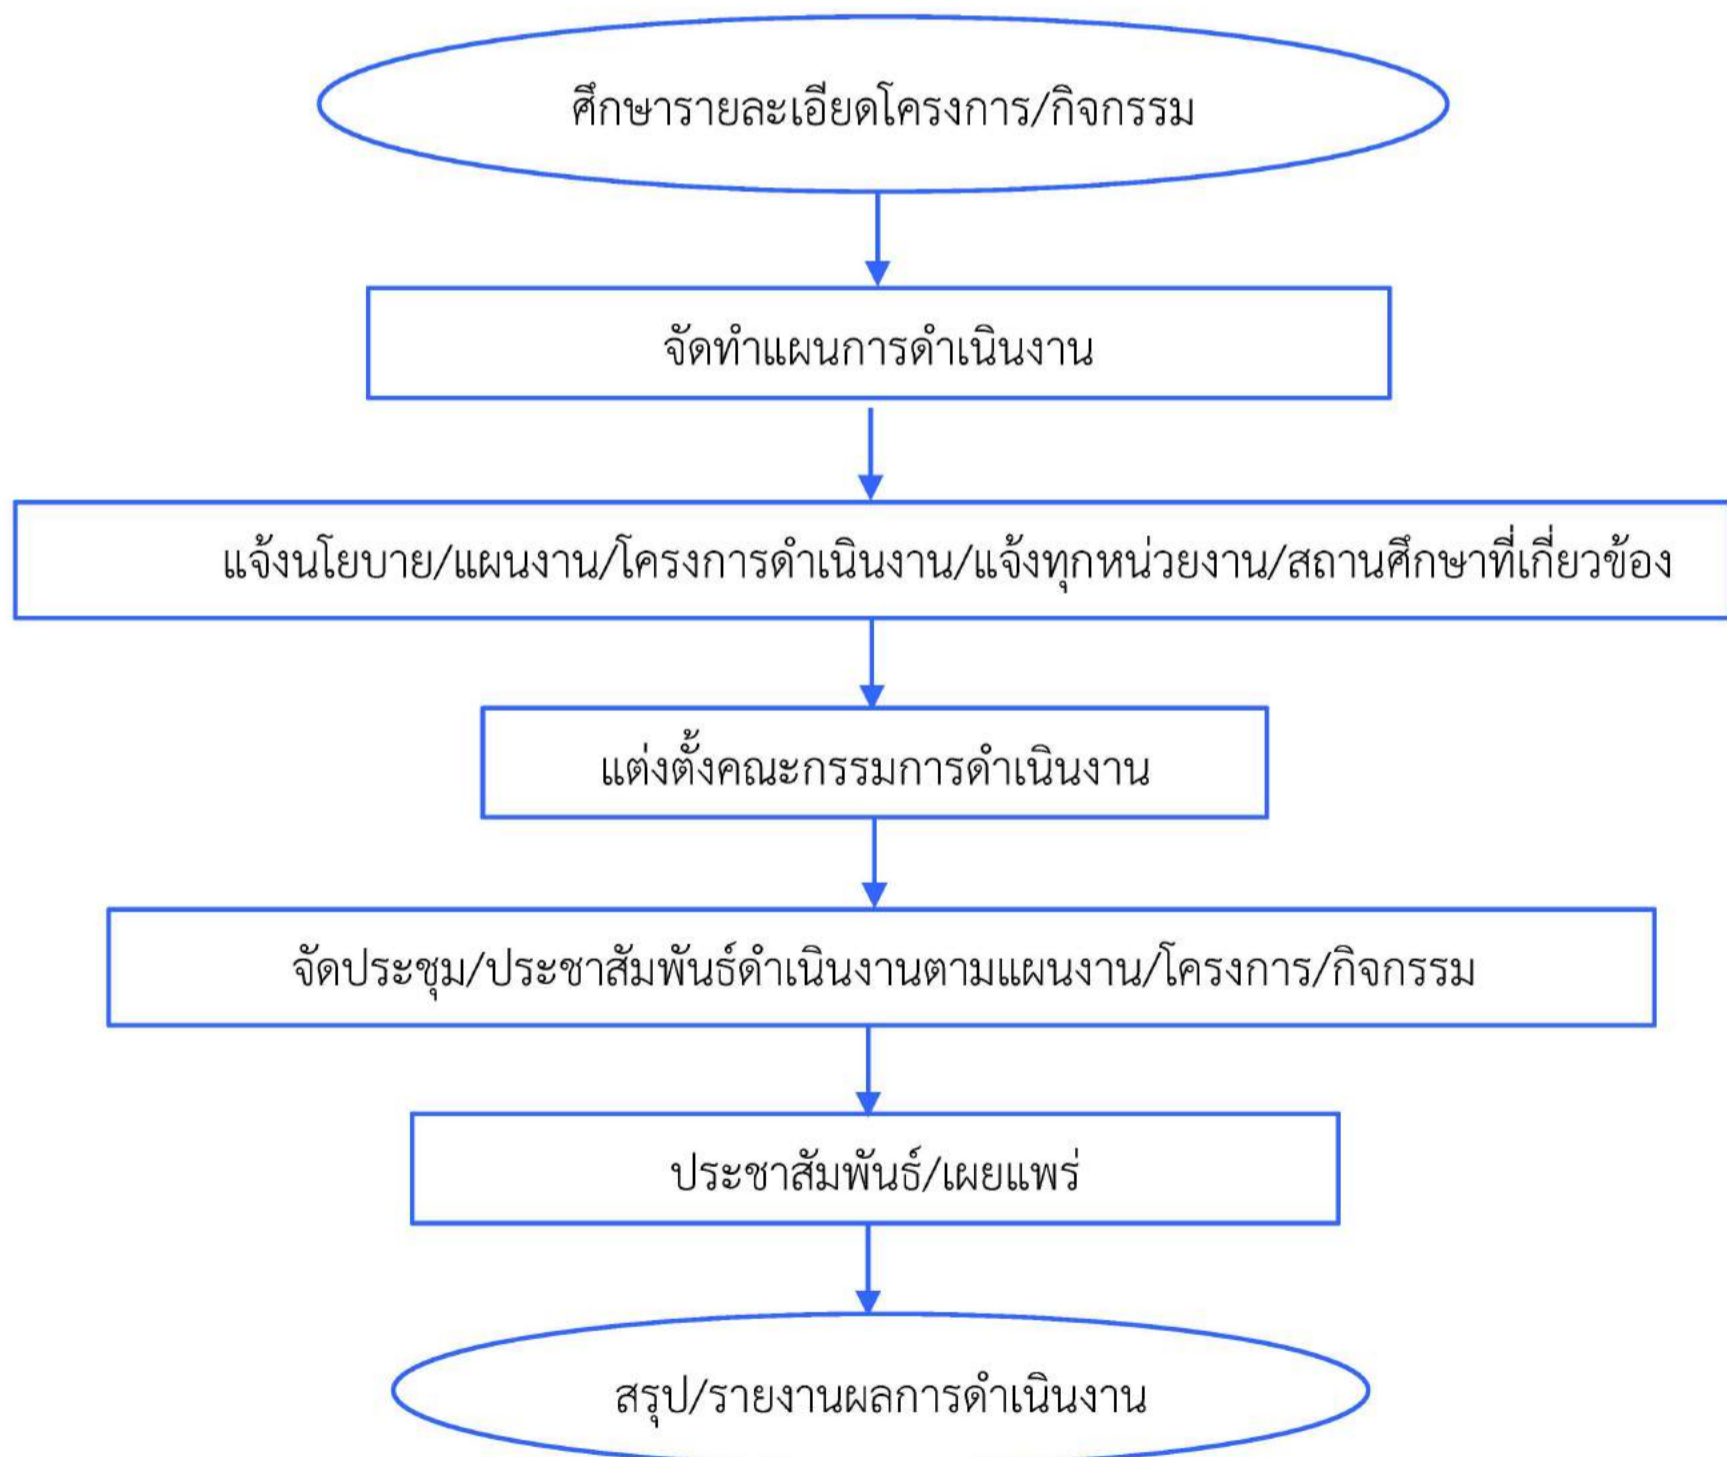 ศึกษารายละเอียดโครงการ/กิจกรรม
จัดทำแผนการดำเนินงาน
แจ้งนโยบาย/แผนงาน/โครงการดำเนินงาน/แจ้งทุกหน่วยงาน/สถานศึกษาที่เกี่ยวข้อง
แต่งตั้งคณะกรรมการดำเนินงาน
จัดประชุม/ประชาสัมพันธ์ดำเนินงานตามแผนงาน/โครงการ/กิจกรรม
ประชาสัมพันธ์/เผยแพร่
สรุป/รายงานผลการดำเนินงาน